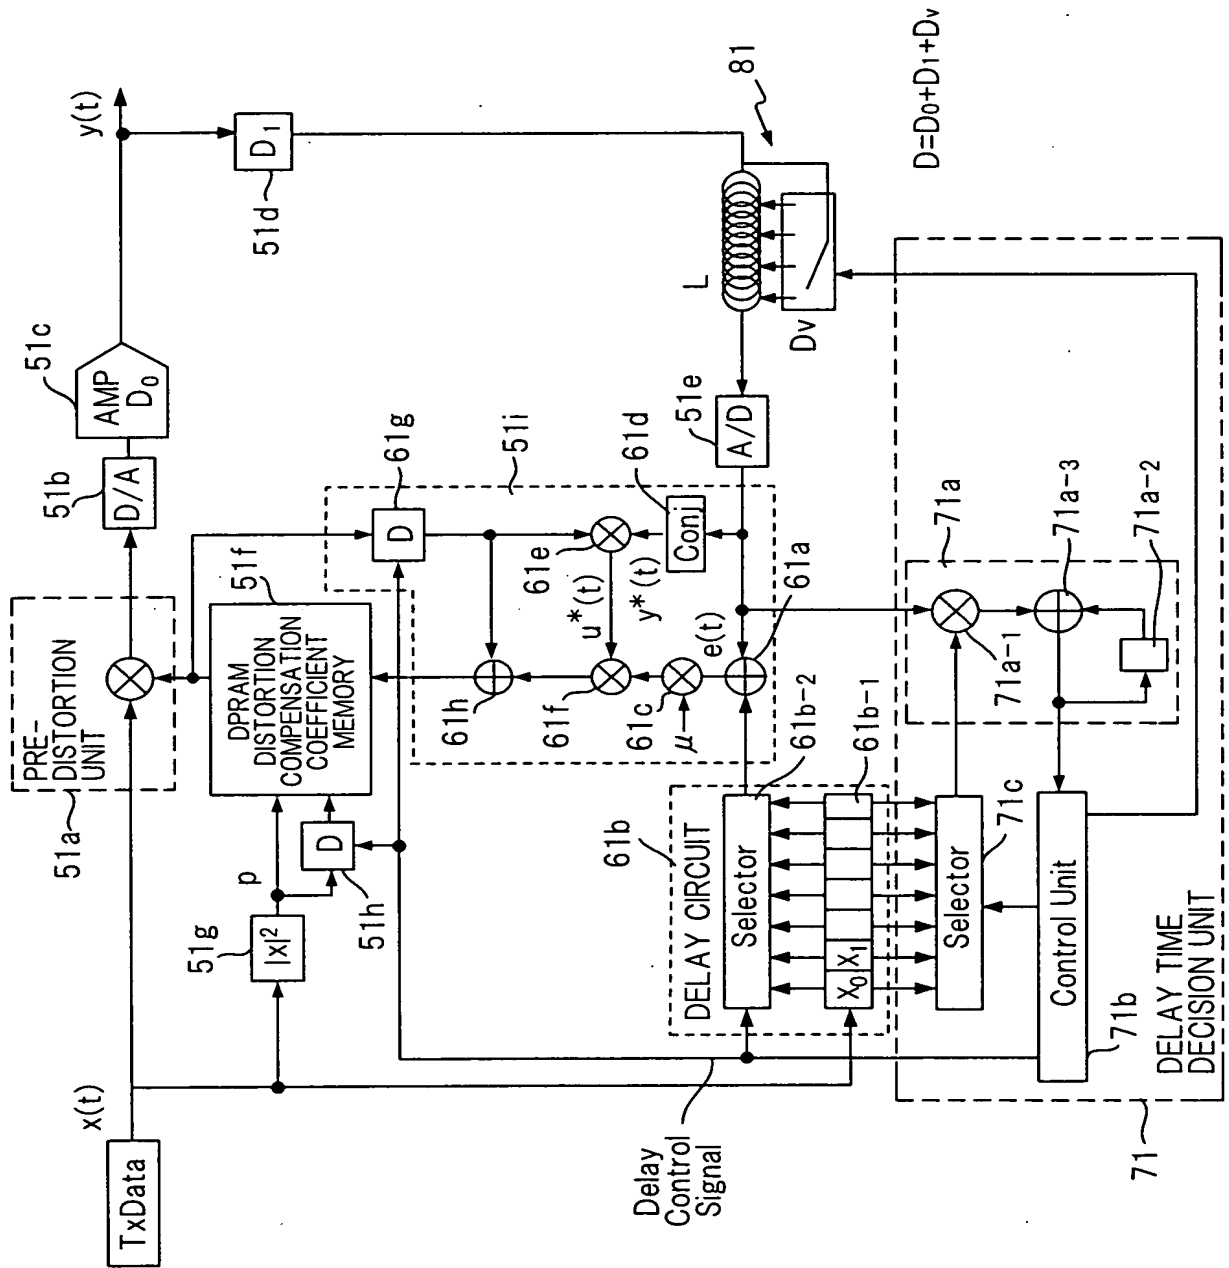 TxData
x(t)
PRE-
DISTORTION
UNIT
51a
D/A
51b
AMP
D0
51c
y(t)
D1
51d
|x|2
51g
p
D
51h
DPRAM
DISTORTION
COMPENSATION
COEFFICIENT
MEMORY
51f
D
61g
51i
61h
u*(t)
61e
61f
y*(t)
Conj
61d
61c
μ
e(t)
61a
A/D
51e
L
Dv
81
D=D0+D1+Dv
Delay
Control
Signal
DELAY CIRCUIT
61b
Selector
61b-2
X0
X1
61b-1
Selector
71c
Control Unit
71b
71a
71a-1
71a-3
71a-2
DELAY TIME
DECISION UNIT
71